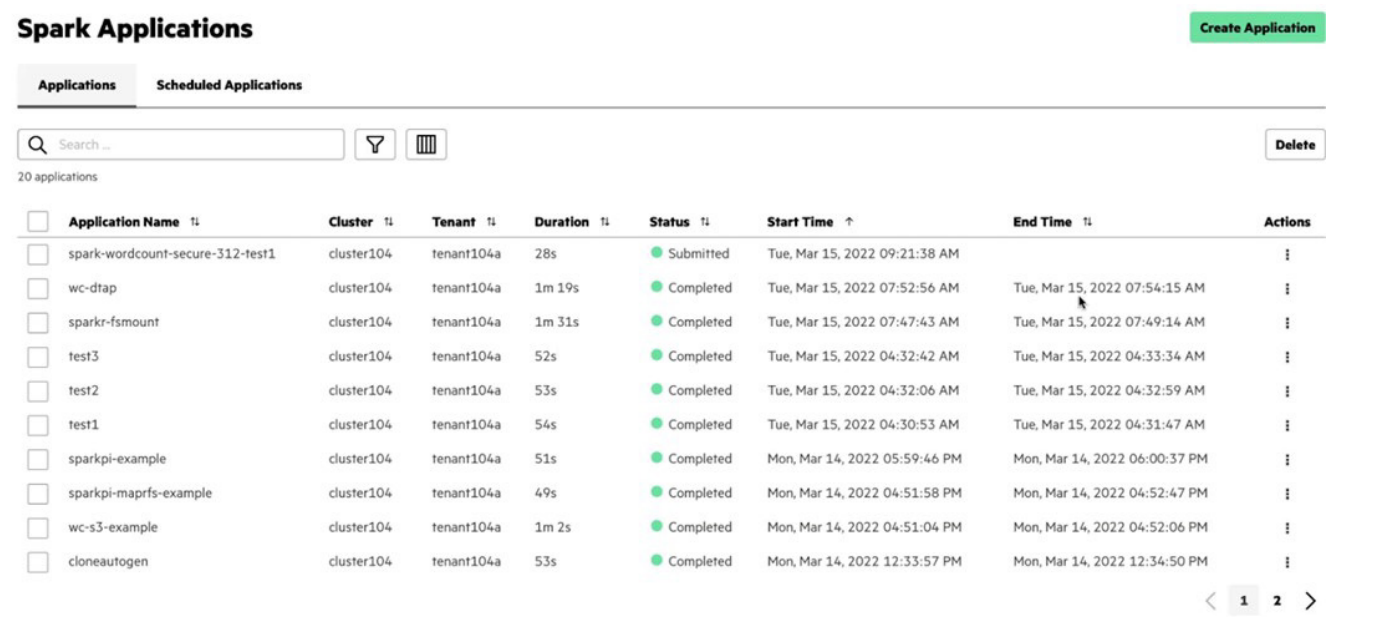 Spark Applications
Create Application
Applications Scheduled Applications
Search ...
Delete
20 applications
Application Name Cluster Tenant Duration Status Start Time End Time Actions
spark-wordcount-secure-312-test1 cluster104 tenant104a 28s Submitted Tue, Mar 15, 2022 09:21:38 AM
wc-dtap cluster104 tenant104a 1m 19s Completed Tue, Mar 15, 2022 07:52:56 AM Tue, Mar 15, 2022 07:54:15 AM
sparkr-fsmount cluster104 tenant104a 1m 31s Completed Tue, Mar 15, 2022 07:47:43 AM Tue, Mar 15, 2022 07:49:14 AM
test3 cluster104 tenant104a 52s Completed Tue, Mar 15, 2022 04:32:42 AM Tue, Mar 15, 2022 04:33:34 AM
test2 cluster104 tenant104a 53s Completed Tue, Mar 15, 2022 04:32:06 AM Tue, Mar 15, 2022 04:32:59 AM
test1 cluster104 tenant104a 54s Completed Tue, Mar 15, 2022 04:30:53 AM Tue, Mar 15, 2022 04:31:47 AM
sparkpi-example cluster104 tenant104a 51s Completed Mon, Mar 14, 2022 05:59:46 PM Mon, Mar 14, 2022 06:00:37 PM
sparkpi-maprfs-example cluster104 tenant104a 49s Completed Mon, Mar 14, 2022 04:51:58 PM Mon, Mar 14, 2022 04:52:47 PM
wc-s3-example cluster104 tenant104a 1m 2s Completed Mon, Mar 14, 2022 04:51:04 PM Mon, Mar 14, 2022 04:52:06 PM
cloneautogen cluster104 tenant104a 53s Completed Mon, Mar 14, 2022 12:33:57 PM Mon, Mar 14, 2022 12:34:50 PM
1 2